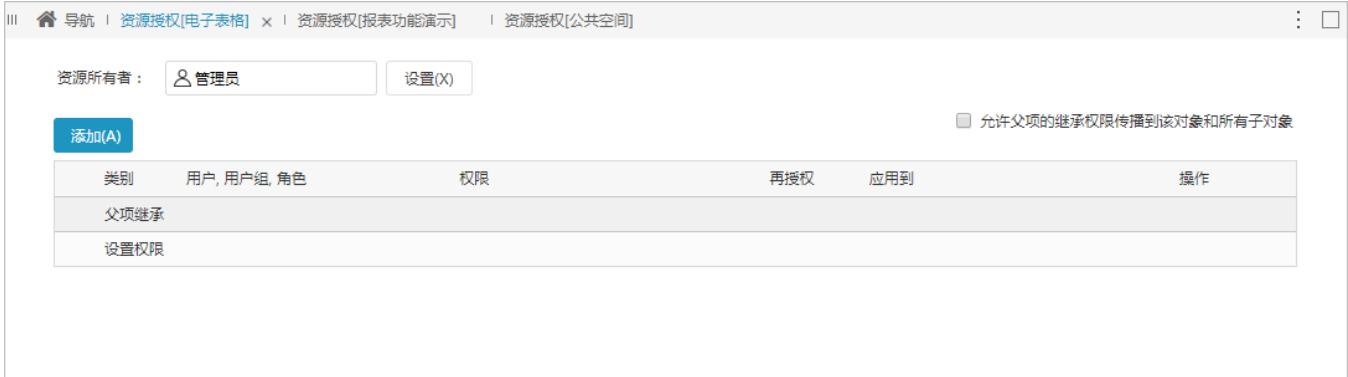 导航 资源授权[电子表格] × 资源授权[报表功能演示] 资源授权[公共空间]
资源所有者： 管理员 设置(X)
允许父项的继承权限传播到该对象和所有子对象
添加(A)
类别 用户, 用户组, 角色 权限 再授权 应用到 操作
父项继承
设置权限